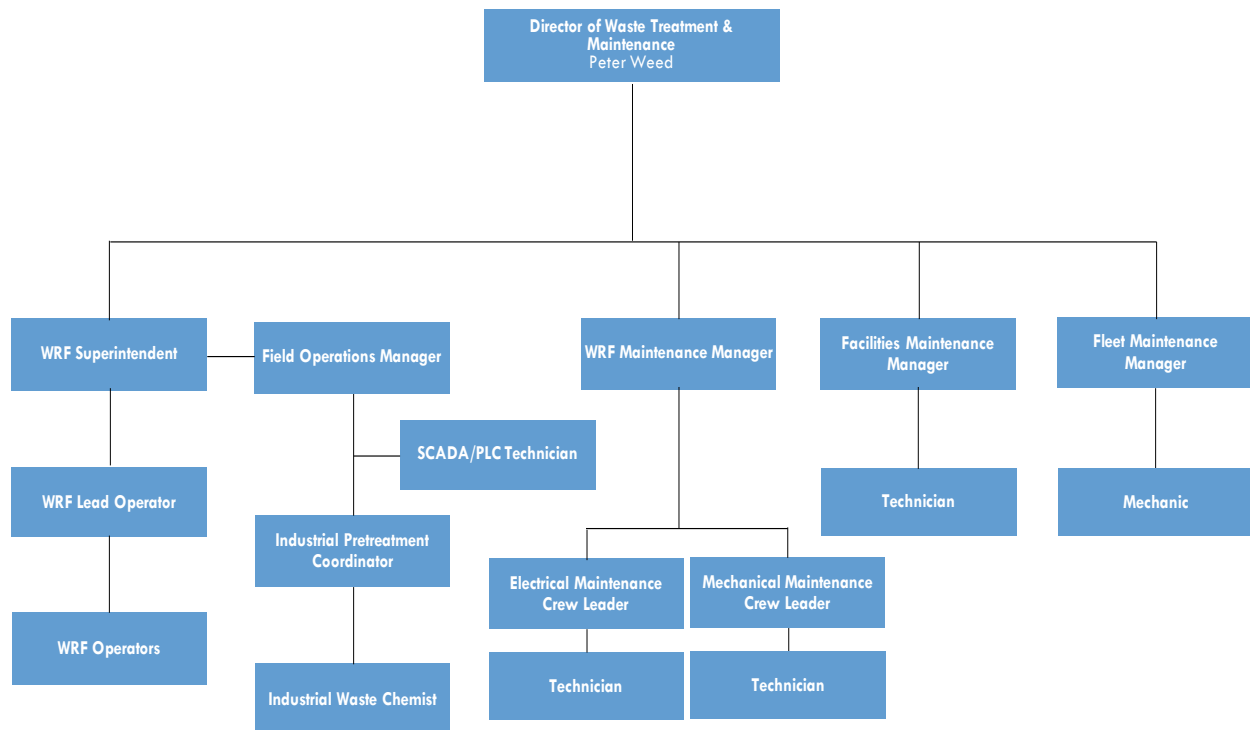 Director of Waste Treatment &
Maintenance
Peter Weed
WRF Superintendent
Field Operations Manager
WRF Maintenance Manager
Facilities Maintenance
Manager
Fleet Maintenance
Manager
SCADA/PLC Technician
WRF Lead Operator
Technician
Mechanic
Industrial Pretreatment
Coordinator
Electrical Maintenance
Crew Leader
Mechanical Maintenance
Crew Leader
WRF Operators
Industrial Waste Chemist
Technician
Technician